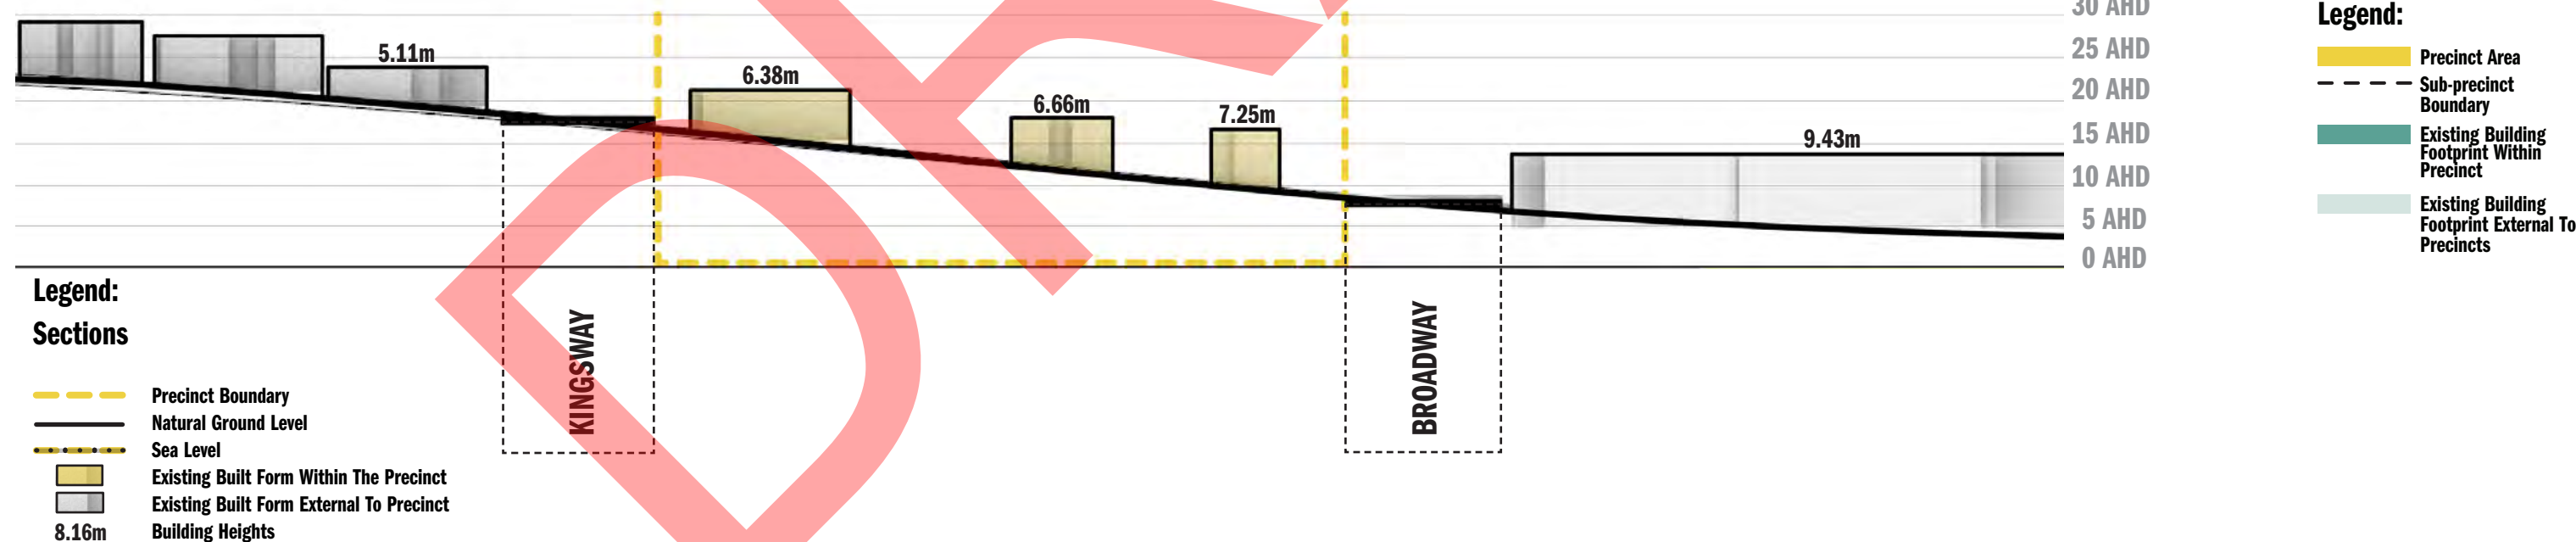 30 AHD
25 AHD
20 AHD
15 AHD
10 AHD
5 AHD
0 AHD
5.11m
6.38m
6.66m
7.25m
9.43m
KINGSWAY
BROADWAY
Legend:
Sections
Precinct Boundary
Natural Ground Level
Sea Level
Existing Built Form Within The Precinct
Existing Built Form External To Precinct
8.16m Building Heights
Legend:
Precinct Area
Sub-precinct
Boundary
Existing Building
Footprint Within
Precinct
Existing Building
Footprint External To
Precincts